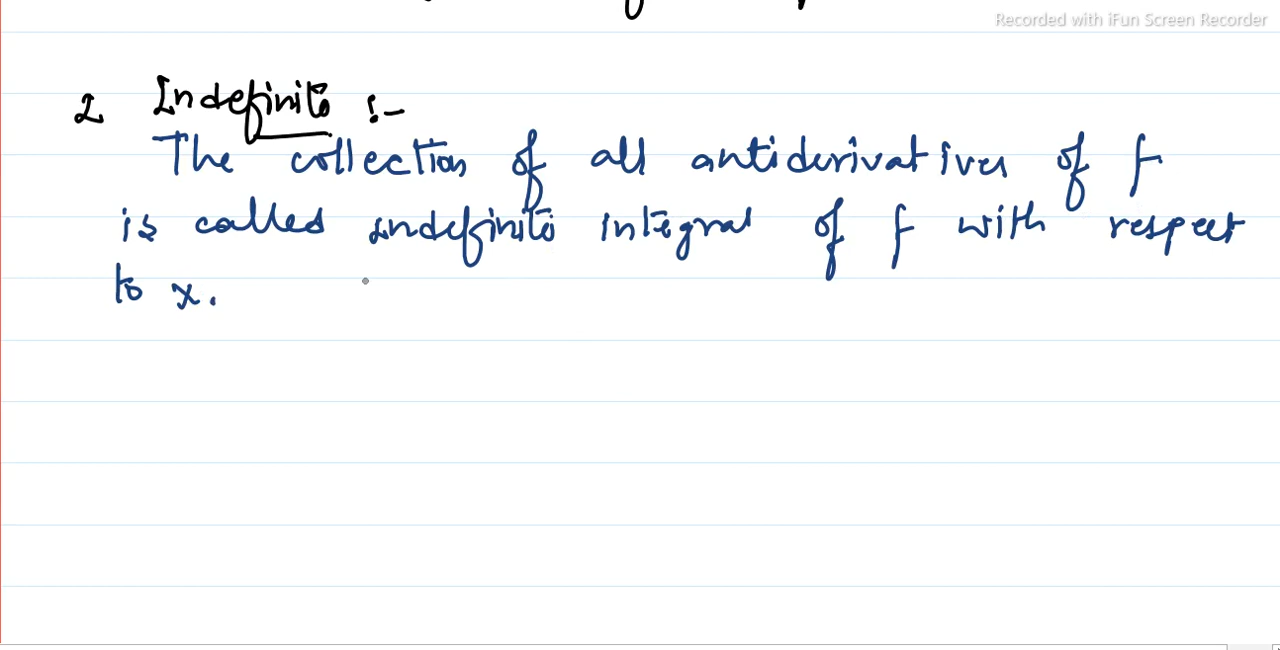 Recorded with iFun Screen Recorder
2 Indefinite :-
The collection of all antiderivatives of f
is called indefinite integral of f with respect
to x.